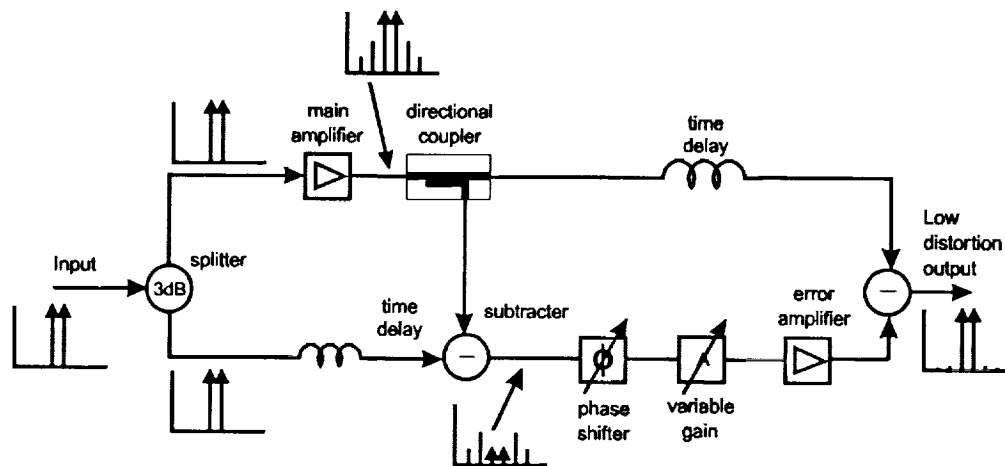 main
amplifier
directional
coupler
time
delay
Input
3dB
splitter
time
delay
subtracter
error
amplifier
Low
distortion
output
ϕ
A
phase
shifter
variable
gain